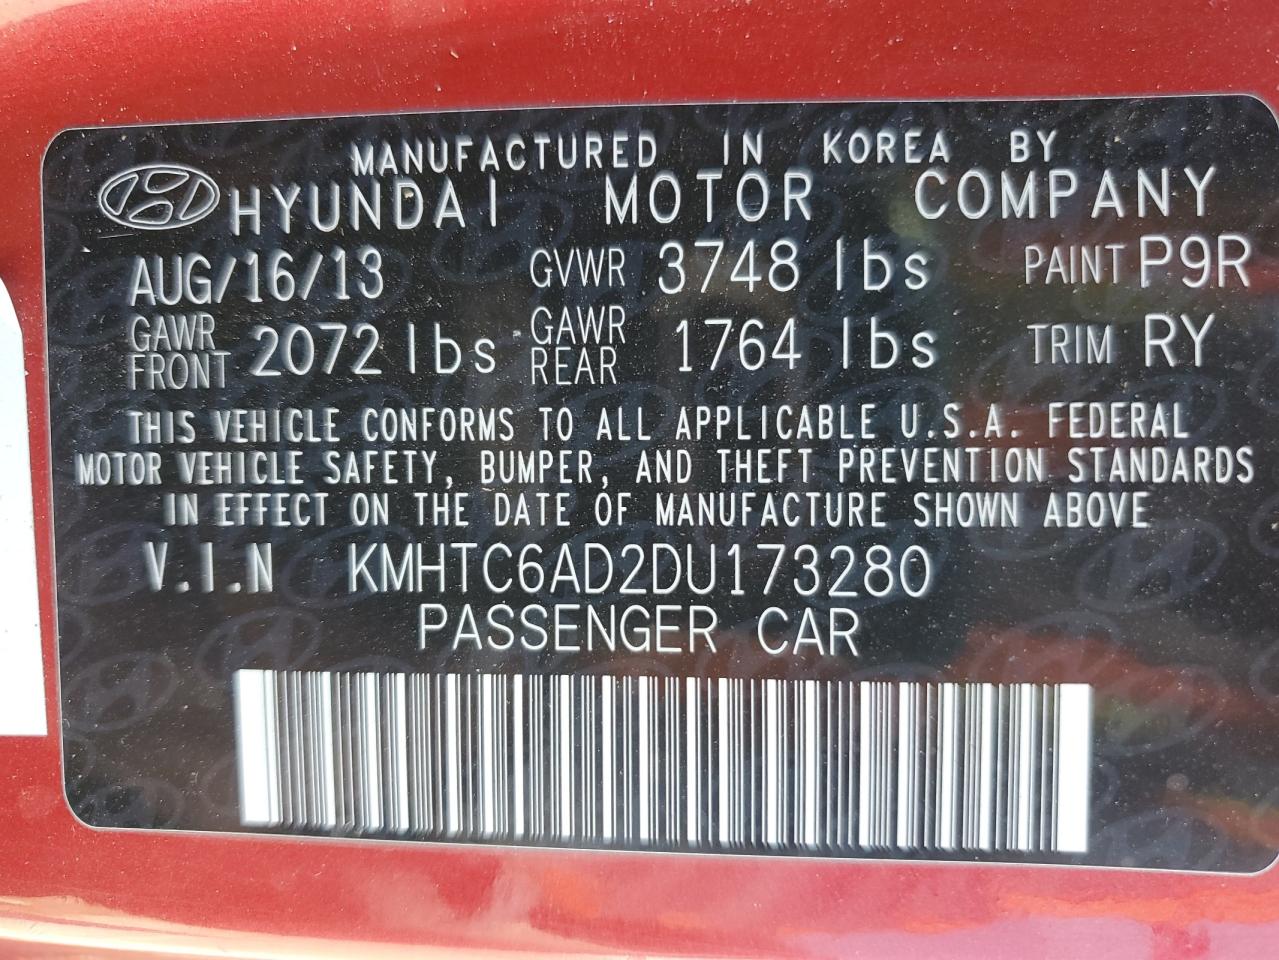 MANUFACTURED IN KOREA BY
HYUNDAI MOTOR COMPANY
AUG/16/13 GVWR 3748 lbs PAINT P9R
GAWR FRONT 2072 lbs GAWR REAR 1764 lbs TRIM RY
THIS VEHICLE CONFORMS TO ALL APPLICABLE U.S.A. FEDERAL
MOTOR VEHICLE SAFETY, BUMPER, AND THEFT PREVENTION STANDARDS
IN EFFECT ON THE DATE OF MANUFACTURE SHOWN ABOVE
V.I.N KMHTC6AD2DU173280
PASSENGER CAR